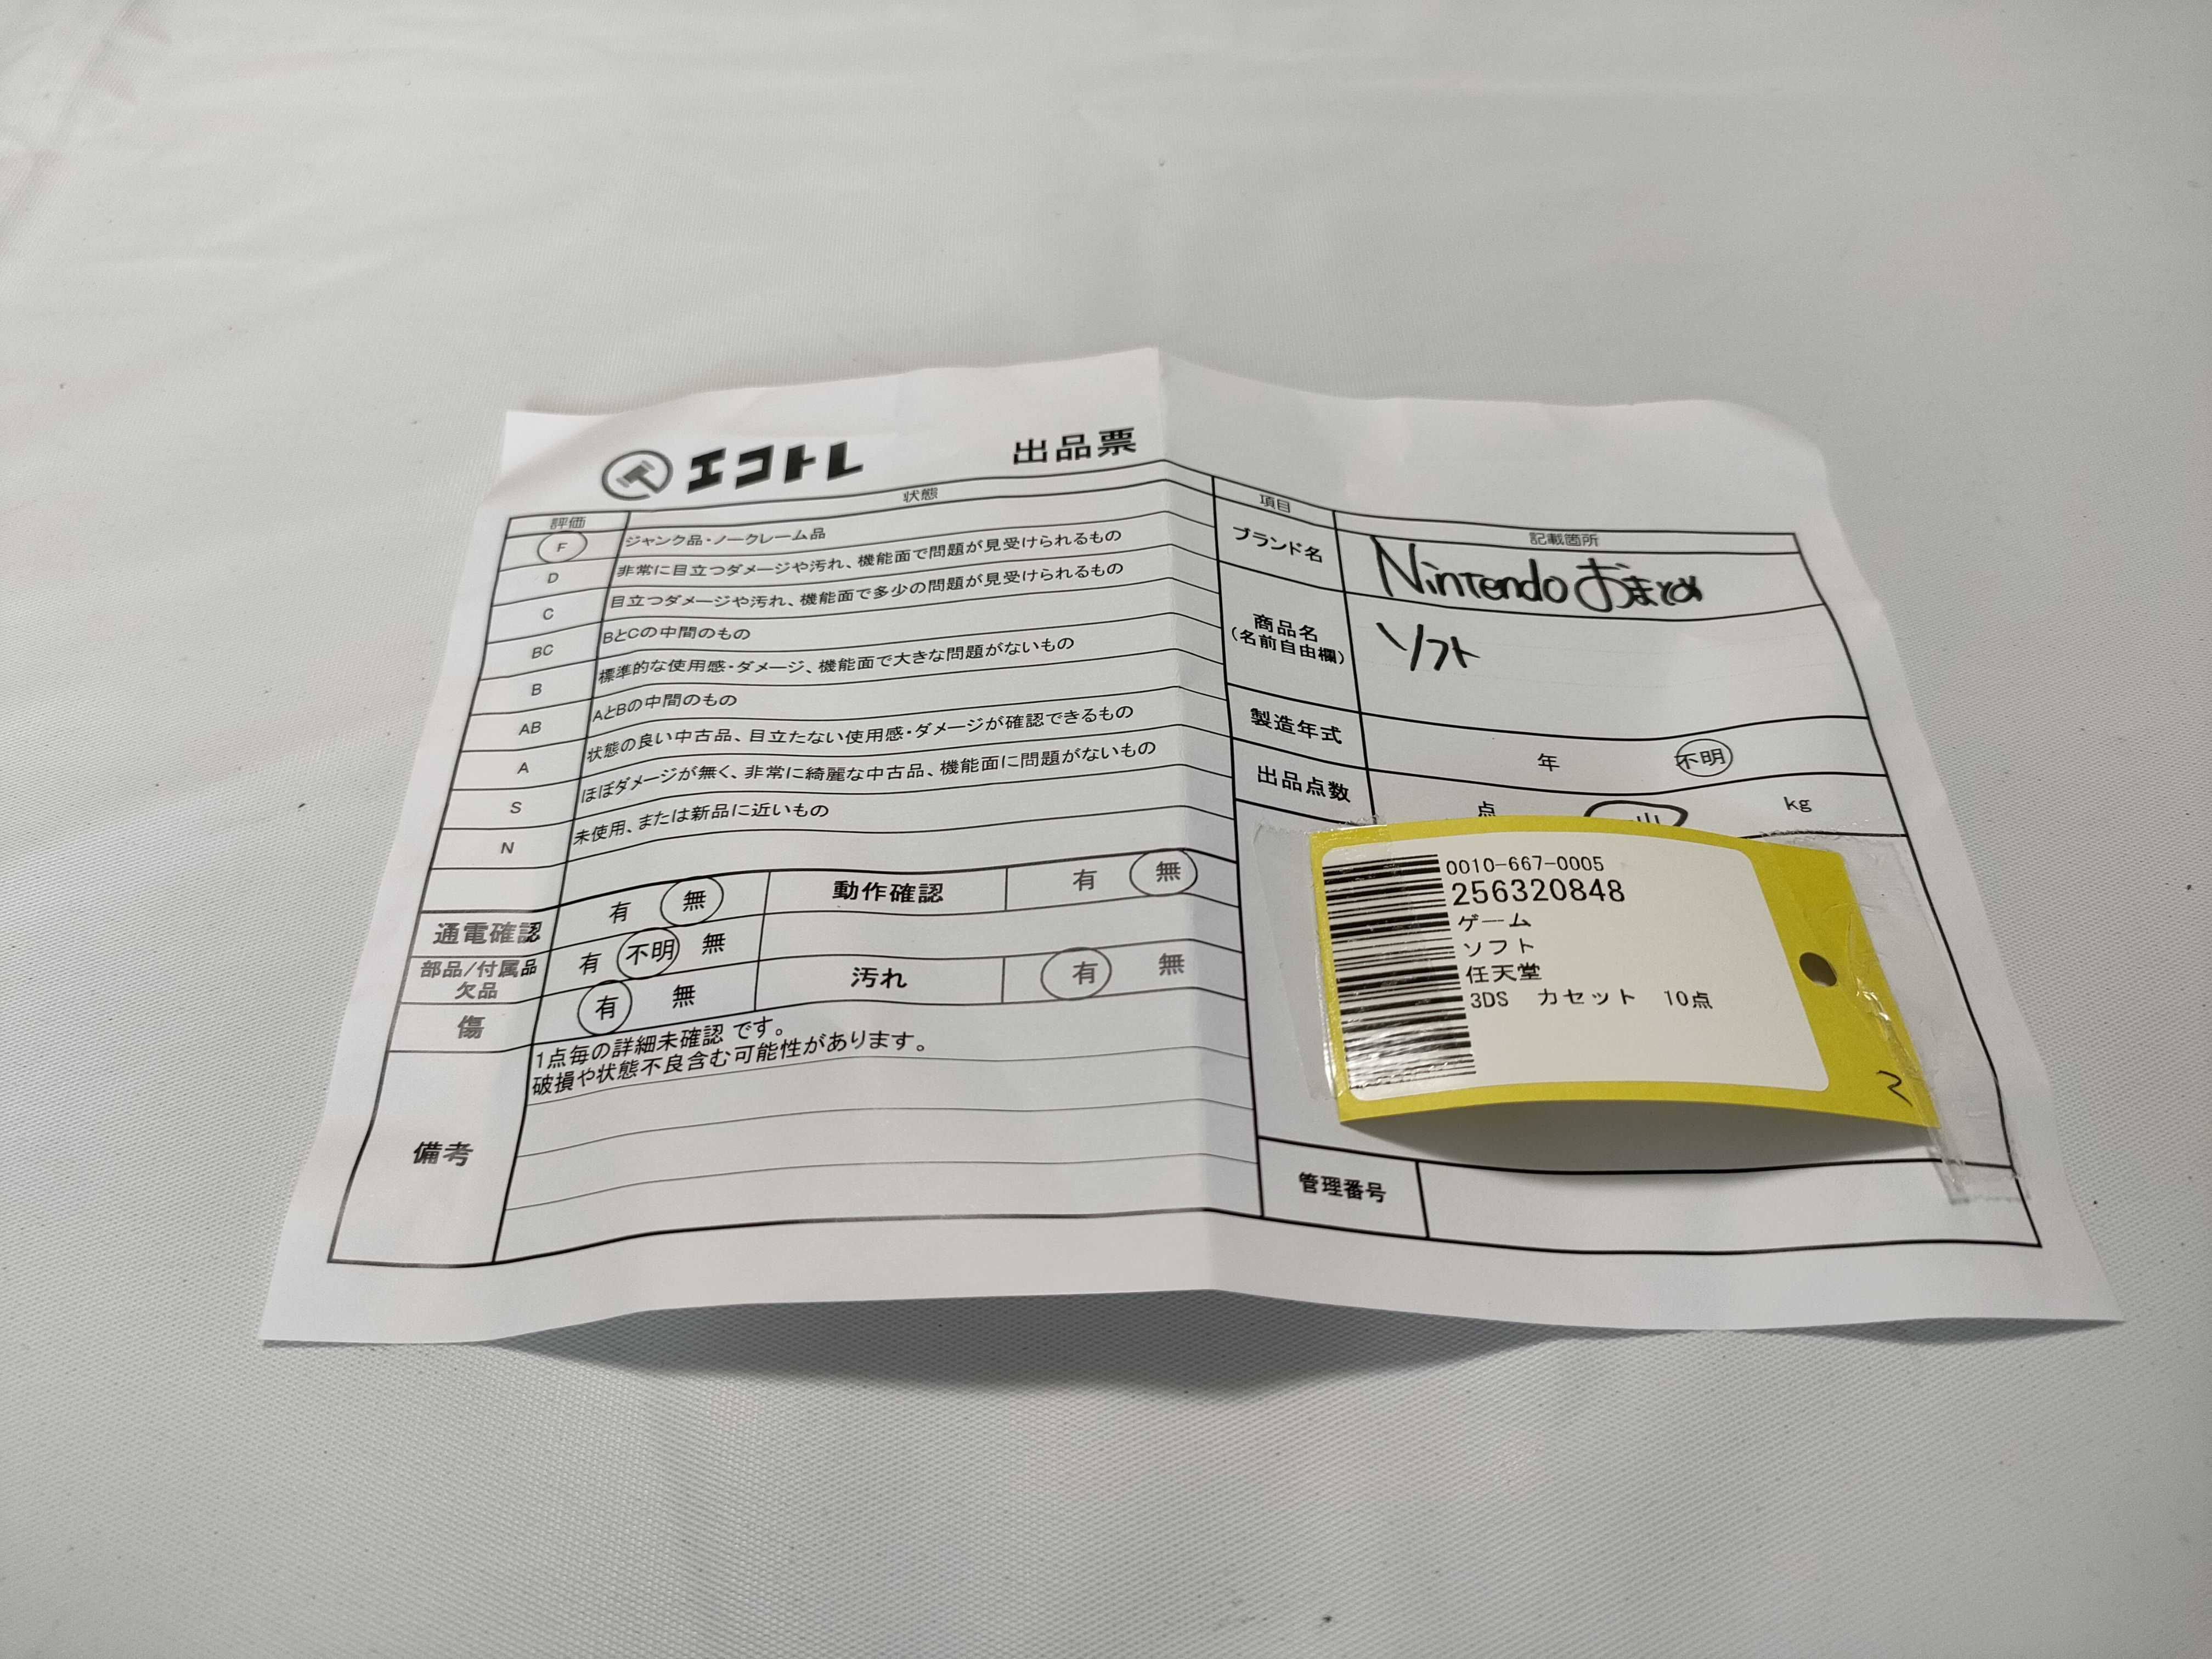 エコトレ 出品票
評価 状態
F ジャンク品・ノークレーム品
D 非常に目立つダメージや汚れ、機能面で問題が見受けられるもの
C 目立つダメージや汚れ、機能面で多少の問題が見受けられるもの
BC BとCの中間のもの
B 標準的な使用感・ダメージ、機能面で大きな問題がないもの
AB AとBの中間のもの
A 状態の良い中古品、目立たない使用感・ダメージが確認できるもの
S ほぼダメージが無く、非常に綺麗な中古品、機能面に問題がないもの
N 未使用、または新品に近いもの
通電確認 有 無 動作確認 有 無
部品/付属品 欠品 有 不明 無
傷 有 無 汚れ 有 無
備考
1点毎の詳細未確認 です。
破損や状態不良含む可能性があります。
項目 記載箇所
ブランド名 Nintendo おまとめ
商品名 ソフト
(名前自由欄)
製造年式 年 不明
出品点数 点 山 kg
0010-667-0005
256320848
ゲーム
ソフト
任天堂
3DS カセット 10点
2
管理番号